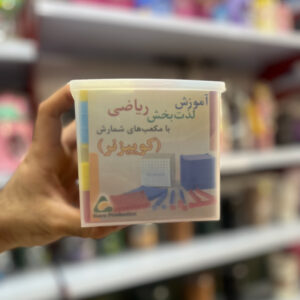 آموزش
لذت‌بخش ریاضی
با مکعب‌های شمارش
(کوییزنر)